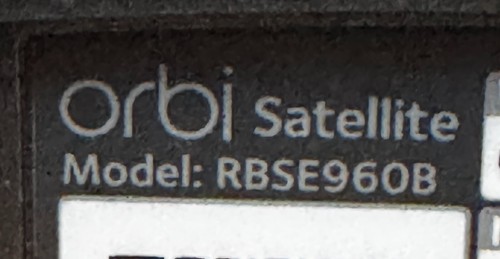 orbi Satellite
Model: RBSE960B